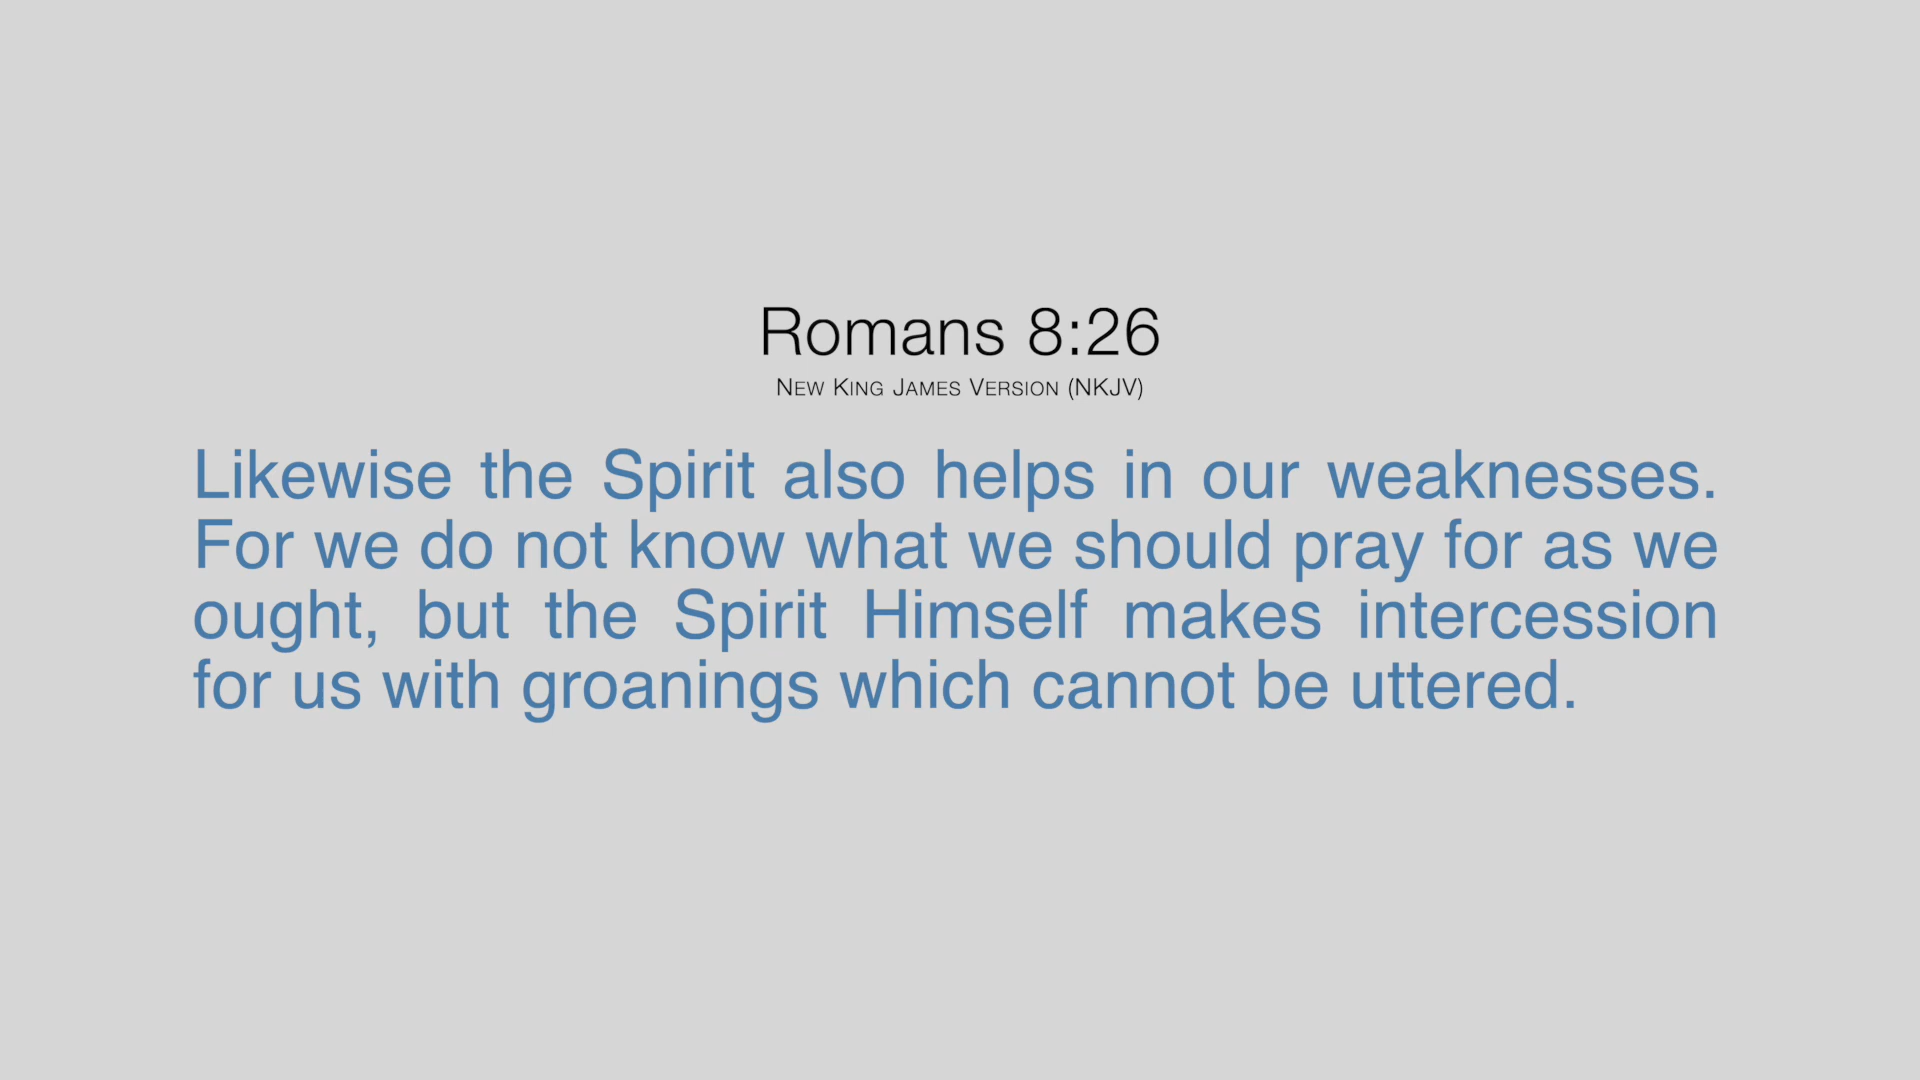 Romans 8:26
New King James Version (NKJV)
Likewise the Spirit also helps in our weaknesses.
For we do not know what we should pray for as we
ought, but the Spirit Himself makes intercession
for us with groanings which cannot be uttered.